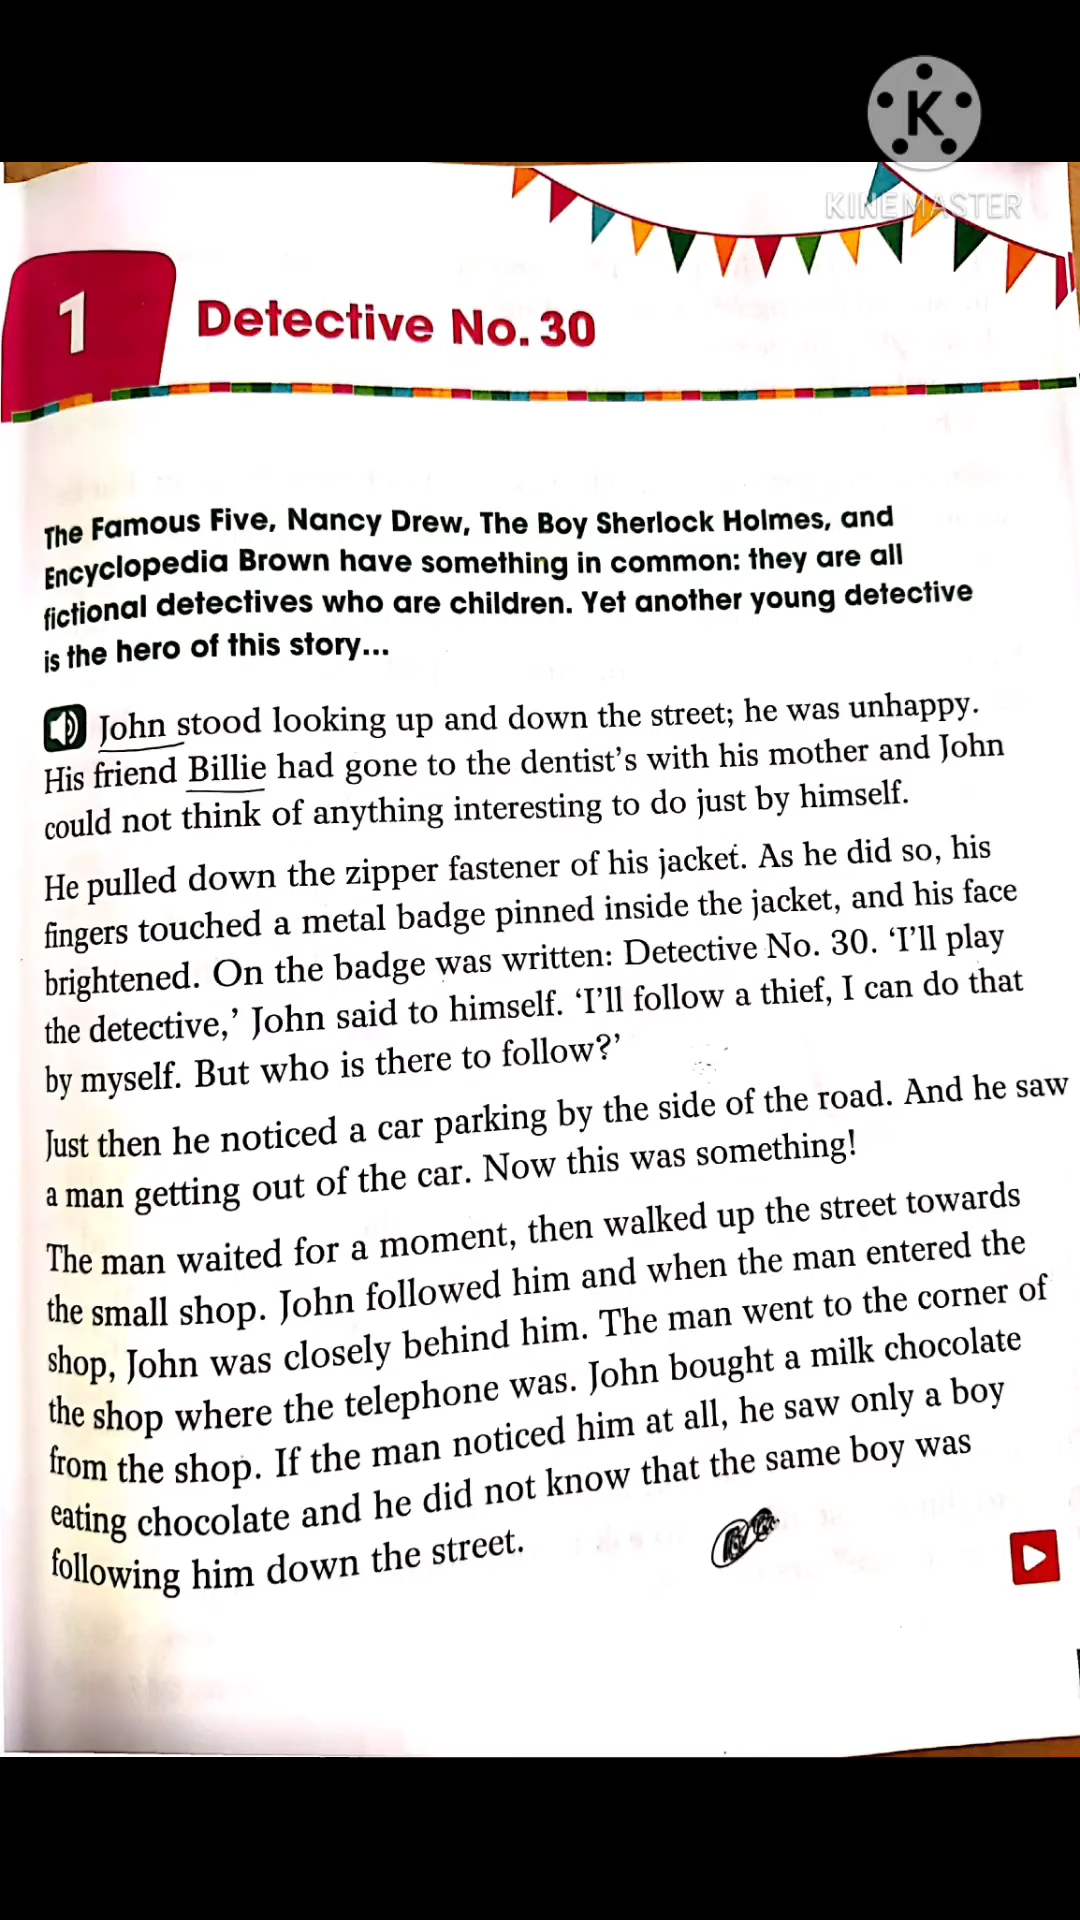 K
KINEMASTER
1
Detective No. 30
The Famous Five, Nancy Drew, The Boy Sherlock Holmes, and
Encyclopedia Brown have something in common: they are all
fictional detectives who are children. Yet another young detective
is the hero of this story...
John stood looking up and down the street; he was unhappy.
His friend Billie had gone to the dentist's with his mother and John
could not think of anything interesting to do just by himself.
He pulled down the zipper fastener of his jacket. As he did so, his
fingers touched a metal badge pinned inside the jacket, and his face
brightened. On the badge was written: Detective No. 30. 'I'll play
the detective,' John said to himself. 'I'll follow a thief, I can do that
by myself. But who is there to follow?'
Just then he noticed a car parking by the side of the road. And he saw
a man getting out of the car. Now this was something!
The man waited for a moment, then walked up the street towards
the small shop. John followed him and when the man entered the
shop, John was closely behind him. The man went to the corner of
the shop where the telephone was. John bought a milk chocolate
from the shop. If the man noticed him at all, he saw only a boy
eating chocolate and he did not know that the same boy was
following him down the street.